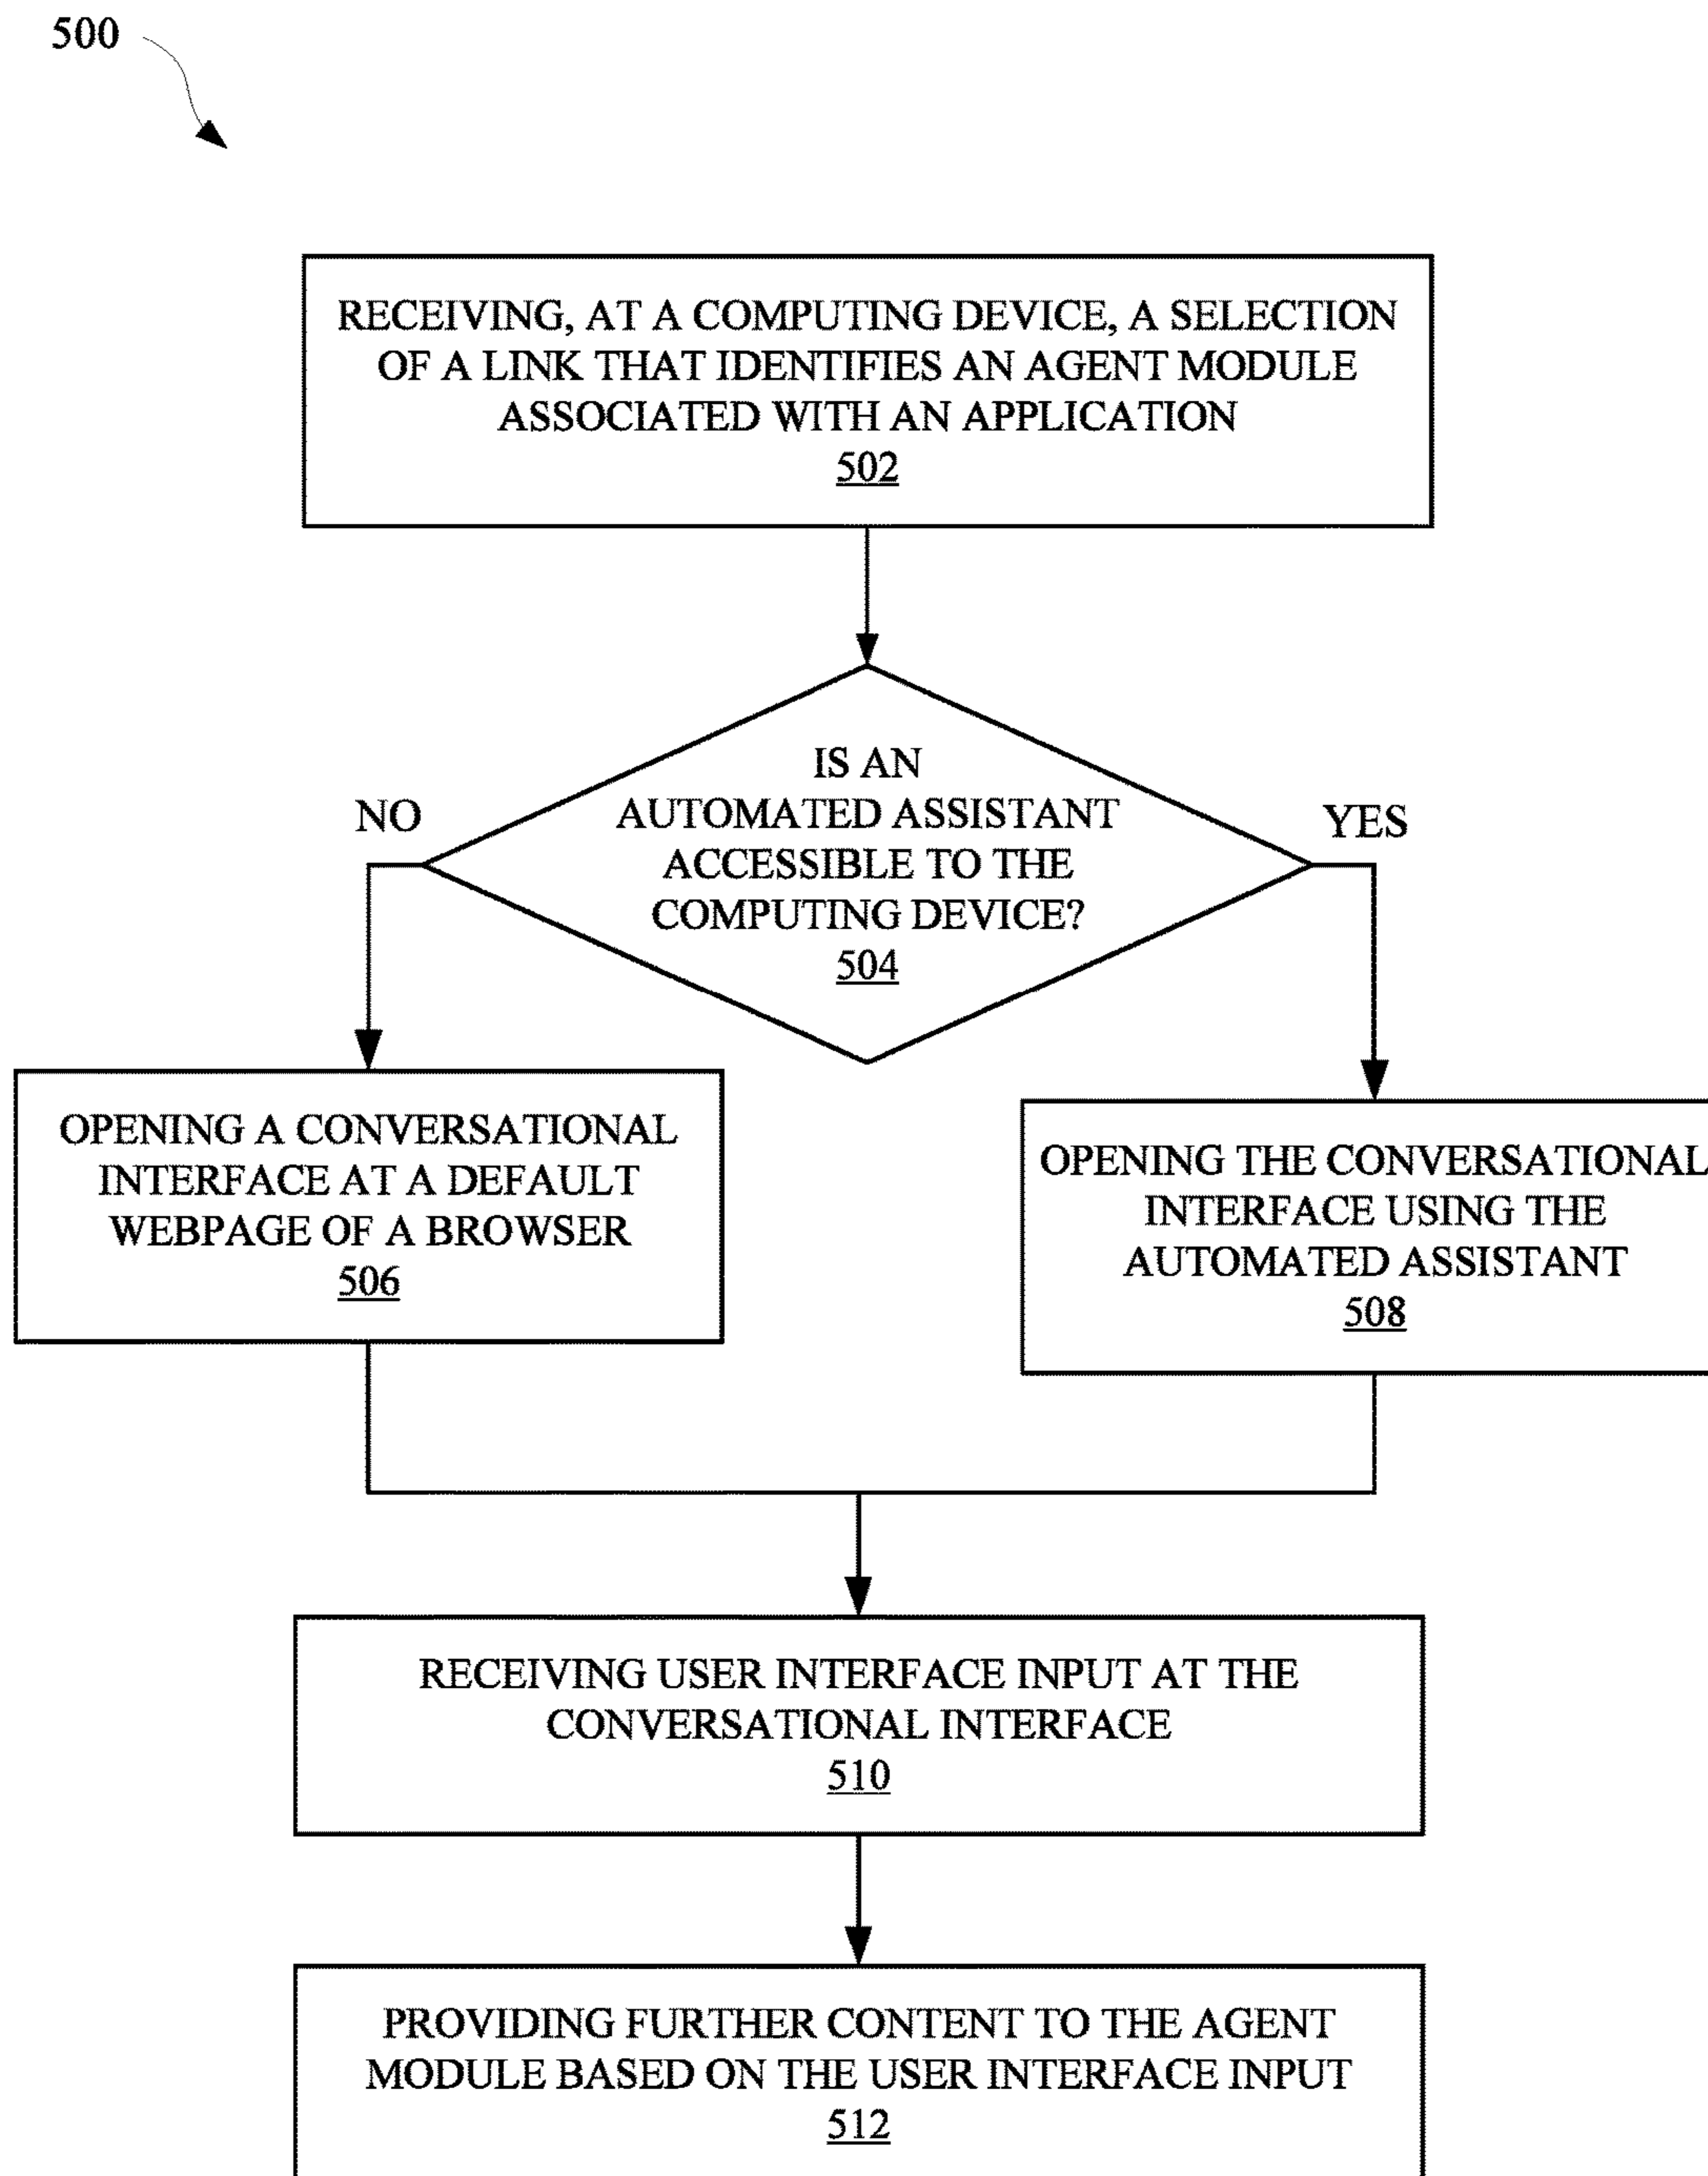 500
RECEIVING, AT A COMPUTING DEVICE, A SELECTION
OF A LINK THAT IDENTIFIES AN AGENT MODULE
ASSOCIATED WITH AN APPLICATION
502
IS AN
AUTOMATED ASSISTANT
ACCESSIBLE TO THE
COMPUTING DEVICE?
504
NO
YES
OPENING A CONVERSATIONAL
INTERFACE AT A DEFAULT
WEBPAGE OF A BROWSER
506
OPENING THE CONVERSATIONAL
INTERFACE USING THE
AUTOMATED ASSISTANT
508
RECEIVING USER INTERFACE INPUT AT THE
CONVERSATIONAL INTERFACE
510
PROVIDING FURTHER CONTENT TO THE AGENT
MODULE BASED ON THE USER INTERFACE INPUT
512